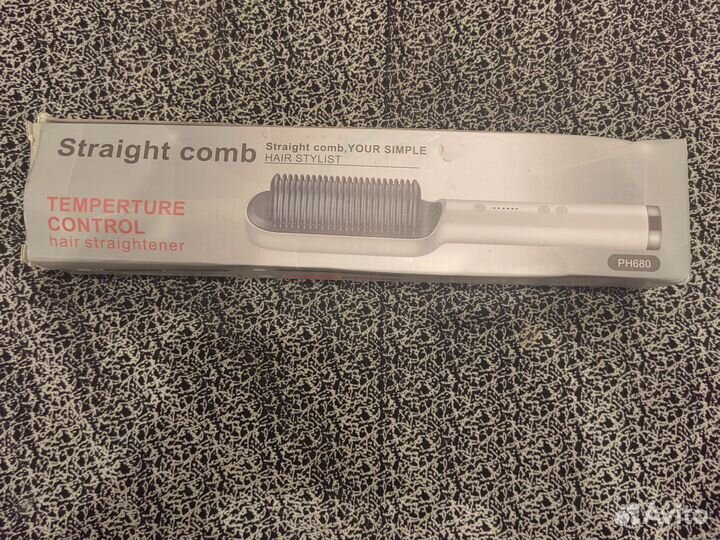 Straight comb
Straight comb,YOUR SIMPLE
HAIR STYLIST
TEMPERTURE
CONTROL
hair straightener
PH680
Avito